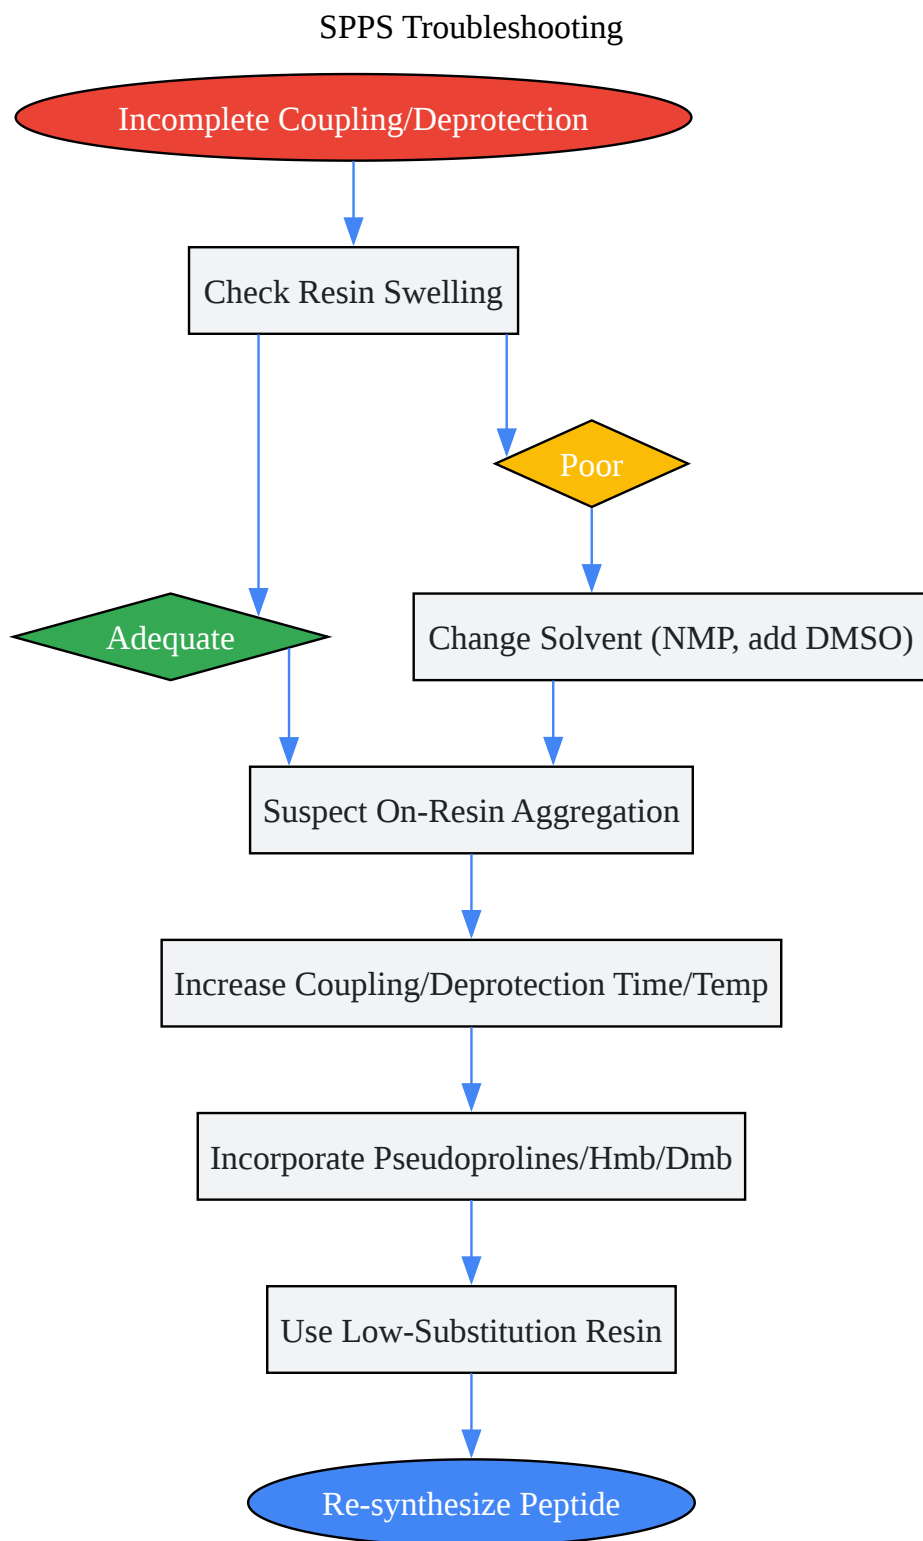 SPPS Troubleshooting
Incomplete Coupling/Deprotection
Check Resin Swelling
Poor
Adequate
Change Solvent (NMP, add DMSO)
Suspect On-Resin Aggregation
Increase Coupling/Deprotection Time/Temp
Incorporate Pseudoprolines/Hmb/Dmb
Use Low-Substitution Resin
Re-synthesize Peptide